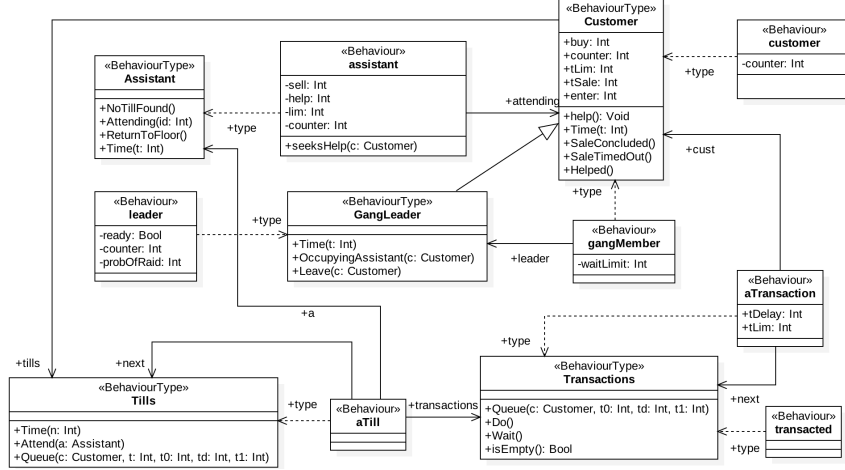 «BehaviourType»
Customer
+buy: Int
+counter: Int
+tLim: Int
+tSale: Int
+enter: Int
+help(): Void
+Time(t: Int)
+SaleConcluded()
+SaleTimedOut()
+Helped()
«Behaviour»
customer
-counter: Int
+type
«BehaviourType»
Assistant
+NoTillFound()
+Attending(id: Int)
+ReturnToFloor()
+Time(t: Int)
+type
«Behaviour»
assistant
-sell: Int
-help: Int
-lim: Int
-counter: Int
+seeksHelp(c: Customer)
+attending
+cust
+type
«Behaviour»
leader
-ready: Bool
-counter: Int
-probOfRaid: Int
+type
«BehaviourType»
GangLeader
+Time(t: Int)
+OccupyingAssistant(c: Customer)
+Leave(c: Customer)
+leader
«Behaviour»
gangMember
-waitLimit: Int
«Behaviour»
aTransaction
+tDelay: Int
+tLim: Int
+a
+type
+tills
+next
«BehaviourType»
Tills
+Time(n: Int)
+Attend(a: Assistant)
+Queue(c: Customer, t: Int, t0: Int, td: Int, t1: Int)
+type
«Behaviour»
aTill
+transactions
«BehaviourType»
Transactions
+Queue(c: Customer, t0: Int, td: Int, t1: Int)
+Do()
+Wait()
+isEmpty(): Bool
+next
«Behaviour»
transacted
+type